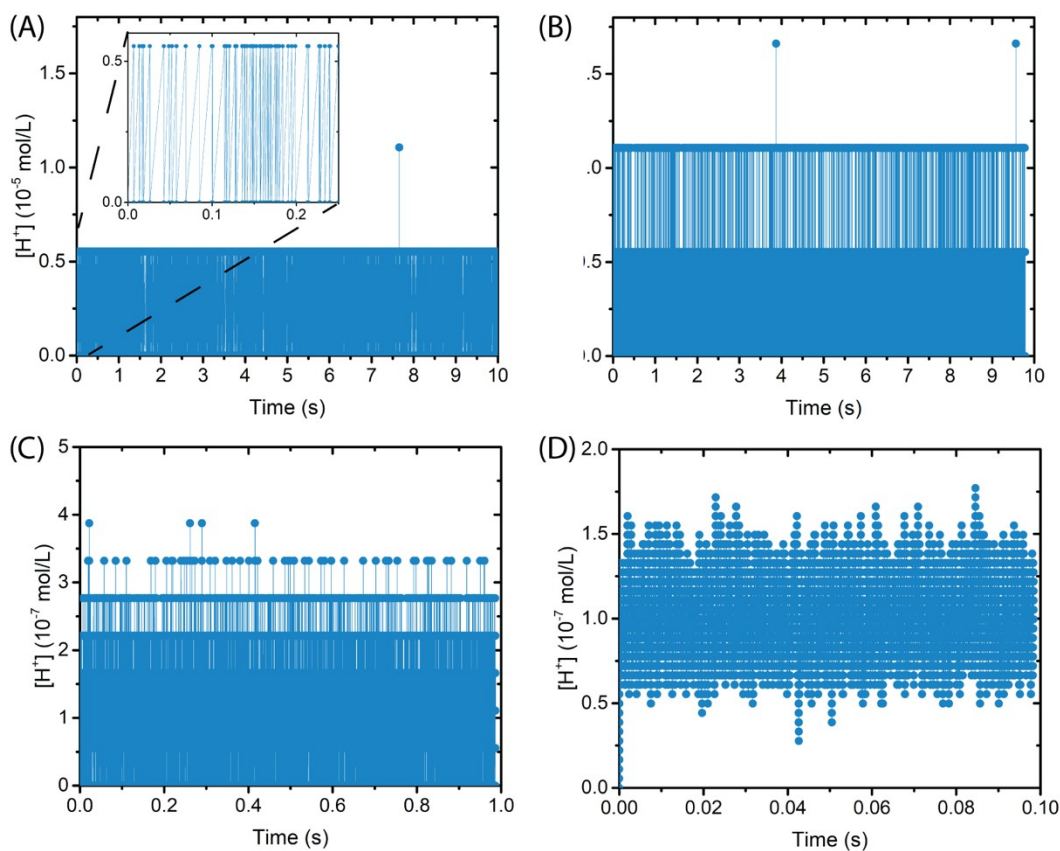 (A)
1.5
1.0
0.5
0.0
[H⁺] (10⁻⁵ mol/L)
0.5
0.0
0.0 0.1 0.2
0 1 2 3 4 5 6 7 8 9 10
Time (s)
(B)
.5
.0
.5
.0
[H⁺] (10⁻⁵ mol/L)
0 1 2 3 4 5 6 7 8 9 10
Time (s)
(C)
5
4
3
2
1
0
[H⁺] (10⁻⁷ mol/L)
0.0 0.2 0.4 0.6 0.8 1.0
Time (s)
(D)
2.0
1.5
1.0
0.5
0.0
[H⁺] (10⁻⁷ mol/L)
0.00 0.02 0.04 0.06 0.08 0.10
Time (s)